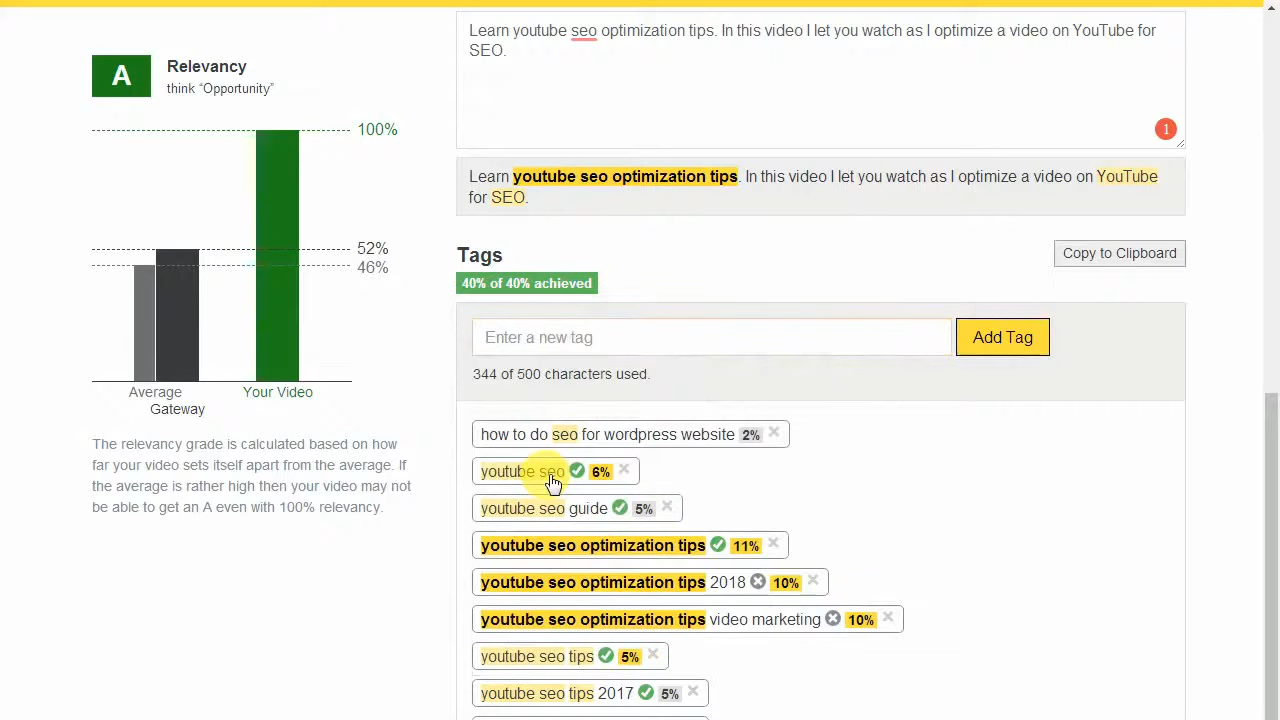 A
Relevancy
think “Opportunity”
100%
52%
46%
Average
Gateway
Your Video
The relevancy grade is calculated based on how
far your video sets itself apart from the average. If
the average is rather high then your video may not
be able to get an A even with 100% relevancy.
Learn youtube seo optimization tips. In this video I let you watch as I optimize a video on YouTube for
SEO.
1
Learn youtube seo optimization tips. In this video I let you watch as I optimize a video on YouTube
for SEO.
Tags
Copy to Clipboard
40% of 40% achieved
Enter a new tag
Add Tag
344 of 500 characters used.
how to do seo for wordpress website 2%
youtube seo 6%
youtube seo guide 5%
youtube seo optimization tips 11%
youtube seo optimization tips 2018 10%
youtube seo optimization tips video marketing 10%
youtube seo tips 5%
youtube seo tips 2017 5%